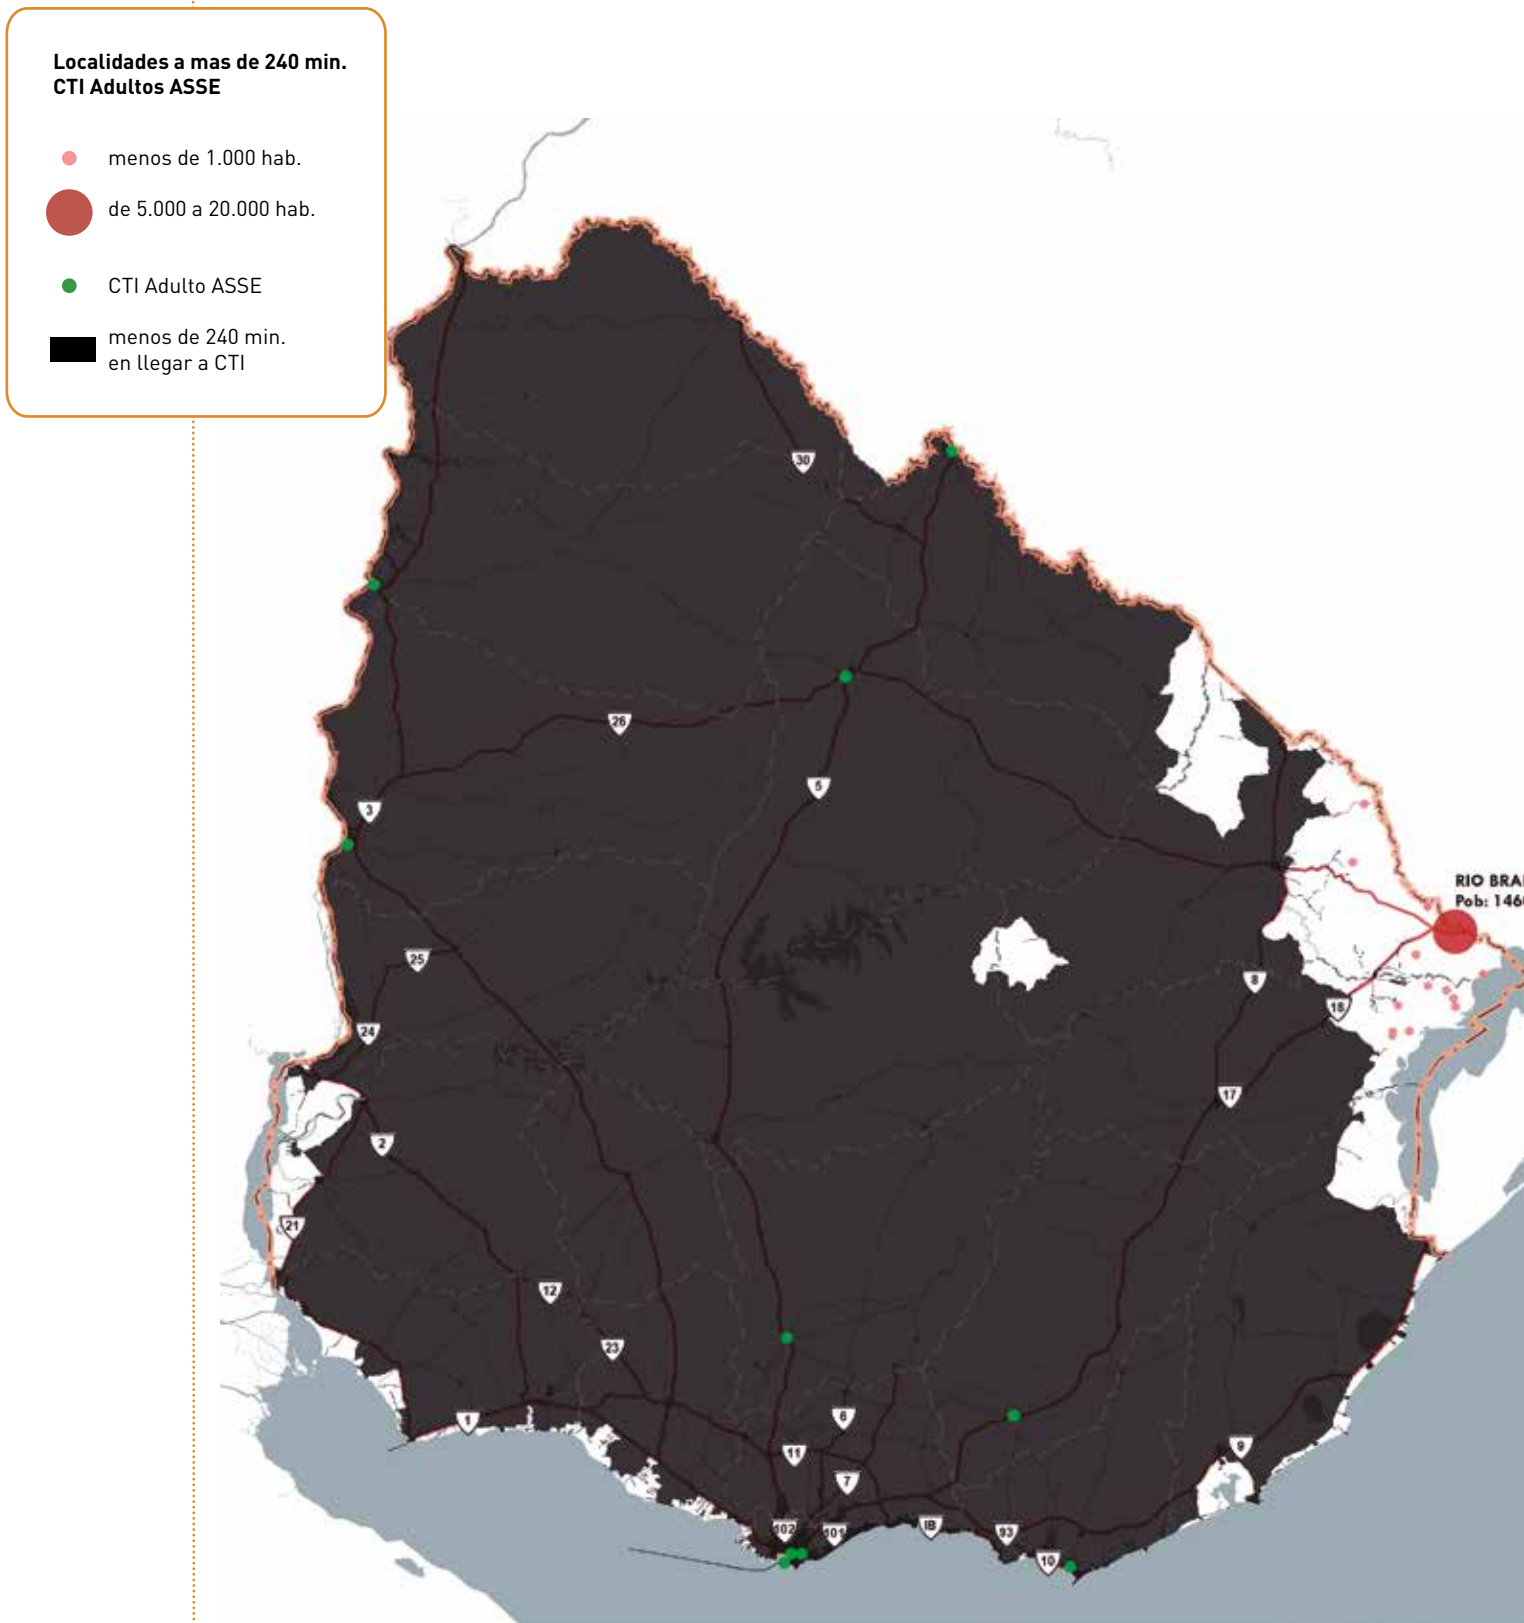 Localidades a mas de 240 min.
CTI Adultos ASSE
menos de 1.000 hab.
de 5.000 a 20.000 hab.
CTI Adulto ASSE
menos de 240 min.
en llegar a CTI
30
26
5
3
RIO BRA
Pob: 146
25
8
18
24
17
2
21
12
23
6
1
9
11
7
102
101
IB
93
10